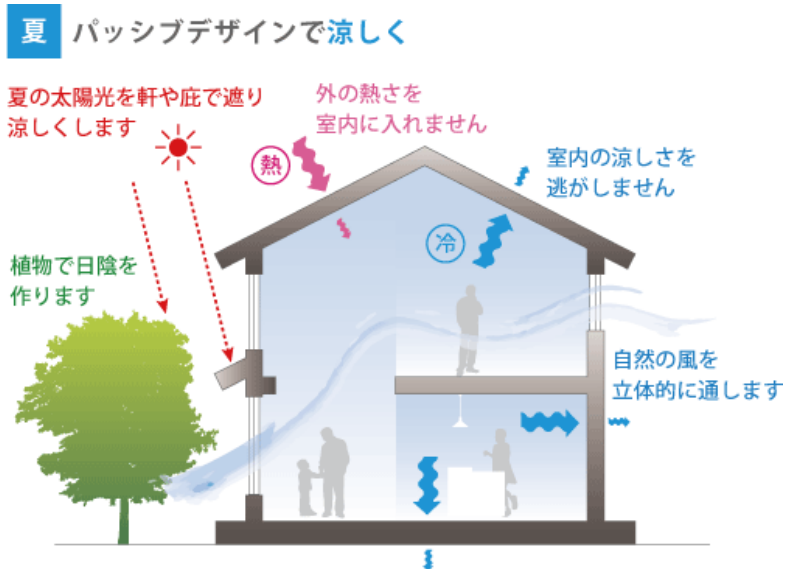 夏 パッシブデザインで涼しく
夏の太陽光を軒や庇で遮り
涼しくします
外の熱さを
室内に入れません
熱
室内の涼しさを
逃がしません
冷
植物で日陰を
作ります
自然の風を
立体的に通します